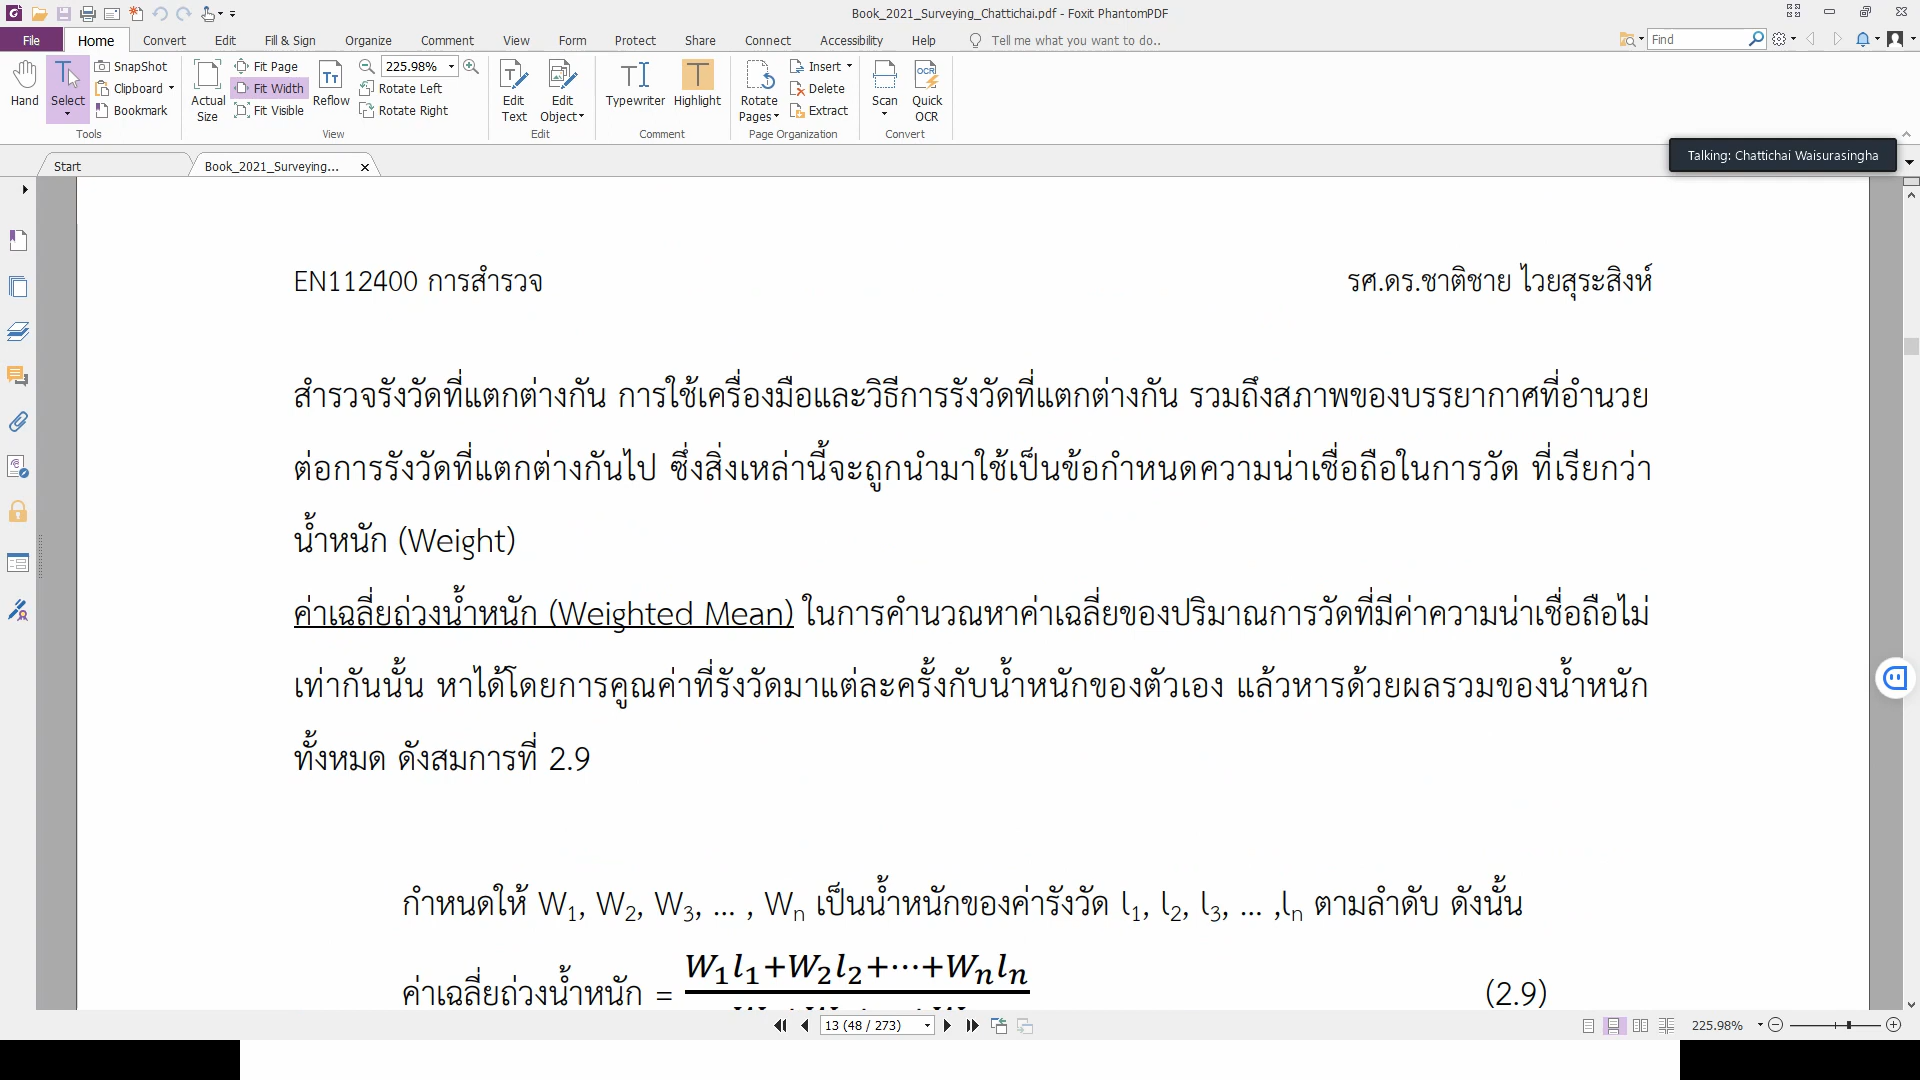 Book_2021_Surveying_Chattichai.pdf - Foxit PhantomPDF
File Home Convert Edit Fill & Sign Organize Comment View Form Protect Share Connect Accessibility Help Tell me what you want to do.. Find
SnapShot Fit Page 225.98% Insert
Clipboard Fit Width Rotate Left Delete
Bookmark Fit Visible Rotate Right Extract
Hand Select Actual Size Reflow Edit Text Edit Object Typewriter Highlight Rotate Pages Scan Quick OCR
Tools View Edit Comment Page Organization Convert
Talking: Chattichai Waisurasingha
Start Book_2021_Surveying...
EN112400 การสำรวจ รศ.ดร.ชาติชาย ไวยสุระสิงห์
สำรวจรังวัดที่แตกต่างกัน การใช้เครื่องมือและวิธีการรังวัดที่แตกต่างกัน รวมถึงสภาพของบรรยากาศที่อำนวย
ต่อการรังวัดที่แตกต่างกันไป ซึ่งสิ่งเหล่านี้จะถูกนำมาใช้เป็นข้อกำหนดความน่าเชื่อถือในการวัด ที่เรียกว่า
น้ำหนัก (Weight)
ค่าเฉลี่ยถ่วงน้ำหนัก (Weighted Mean) ในการคำนวณหาค่าเฉลี่ยของปริมาณการวัดที่มีค่าความน่าเชื่อถือไม่
เท่ากันนั้น หาได้โดยการคูณค่าที่รังวัดมาแต่ละครั้งกับน้ำหนักของตัวเอง แล้วหารด้วยผลรวมของน้ำหนัก
ทั้งหมด ดังสมการที่ 2.9
กำหนดให้ W₁, W₂, W₃, ... , Wₙ เป็นน้ำหนักของค่ารังวัด l₁, l₂, l₃, ... ,lₙ ตามลำดับ ดังนั้น
W₁l₁+W₂l₂+⋯+Wₙlₙ
ค่าเฉลี่ยถ่วงน้ำหนัก = (2.9)
13 (48 / 273) 225.98%